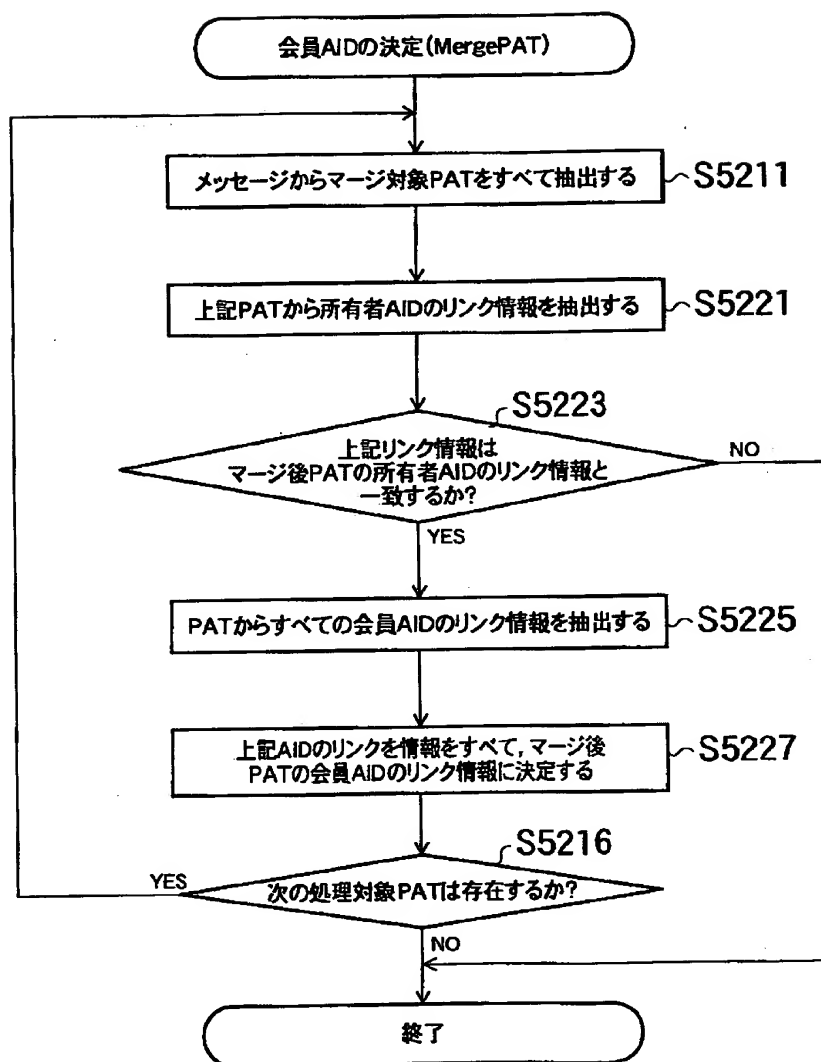 会員AIDの決定(MergePAT)
メッセージからマージ対象PATをすべて抽出する
S5211
上記PATから所有者AIDのリンク情報を抽出する
S5221
S5223
上記リンク情報は
マージ後PATの所有者AIDのリンク情報と
一致するか?
NO
YES
PATからすべての会員AIDのリンク情報を抽出する
S5225
上記AIDのリンクを情報をすべて,マージ後
PATの会員AIDのリンク情報に決定する
S5227
S5216
YES
次の処理対象PATは存在するか?
NO
終了